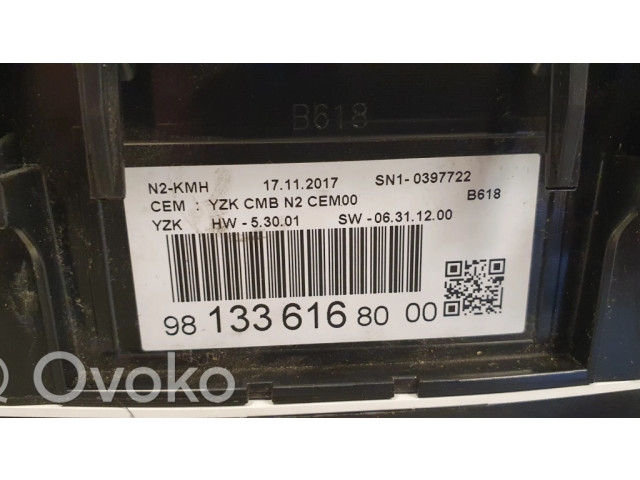 B618
N2-KMH 17.11.2017 SN1- 0397722
CEM : YZK CMB N2 CEM00 B618
YZK HW - 5.30.01 SW - 06.31.12.00
98 133 616 80 00
Ovoko